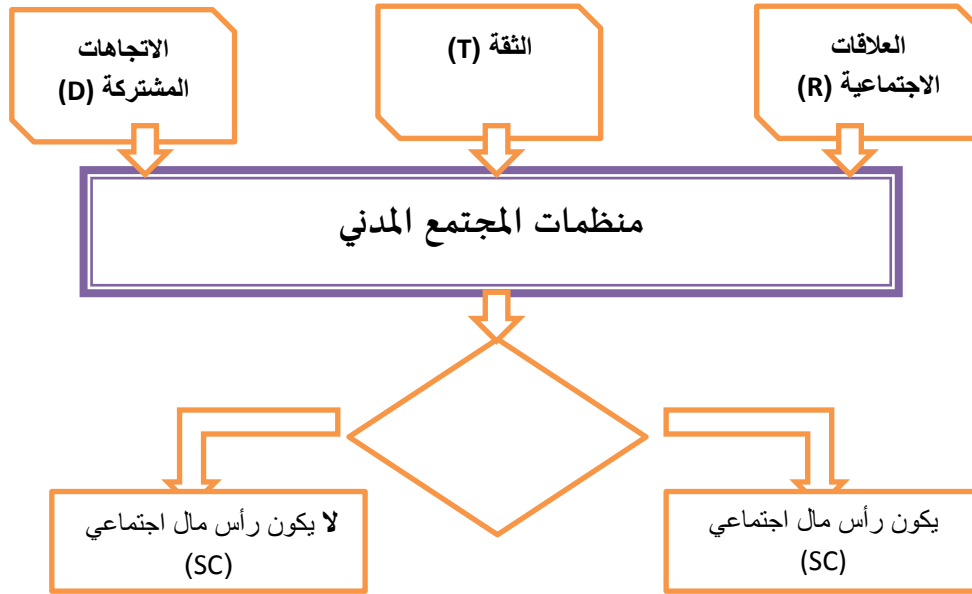 العلاقات
الاجتماعية (R)
الثقة (T)
الاتجاهات
المشتركة (D)
منظمات المجتمع المدني
يكون رأس مال اجتماعي
(SC)
لا يكون رأس مال اجتماعي
(SC)